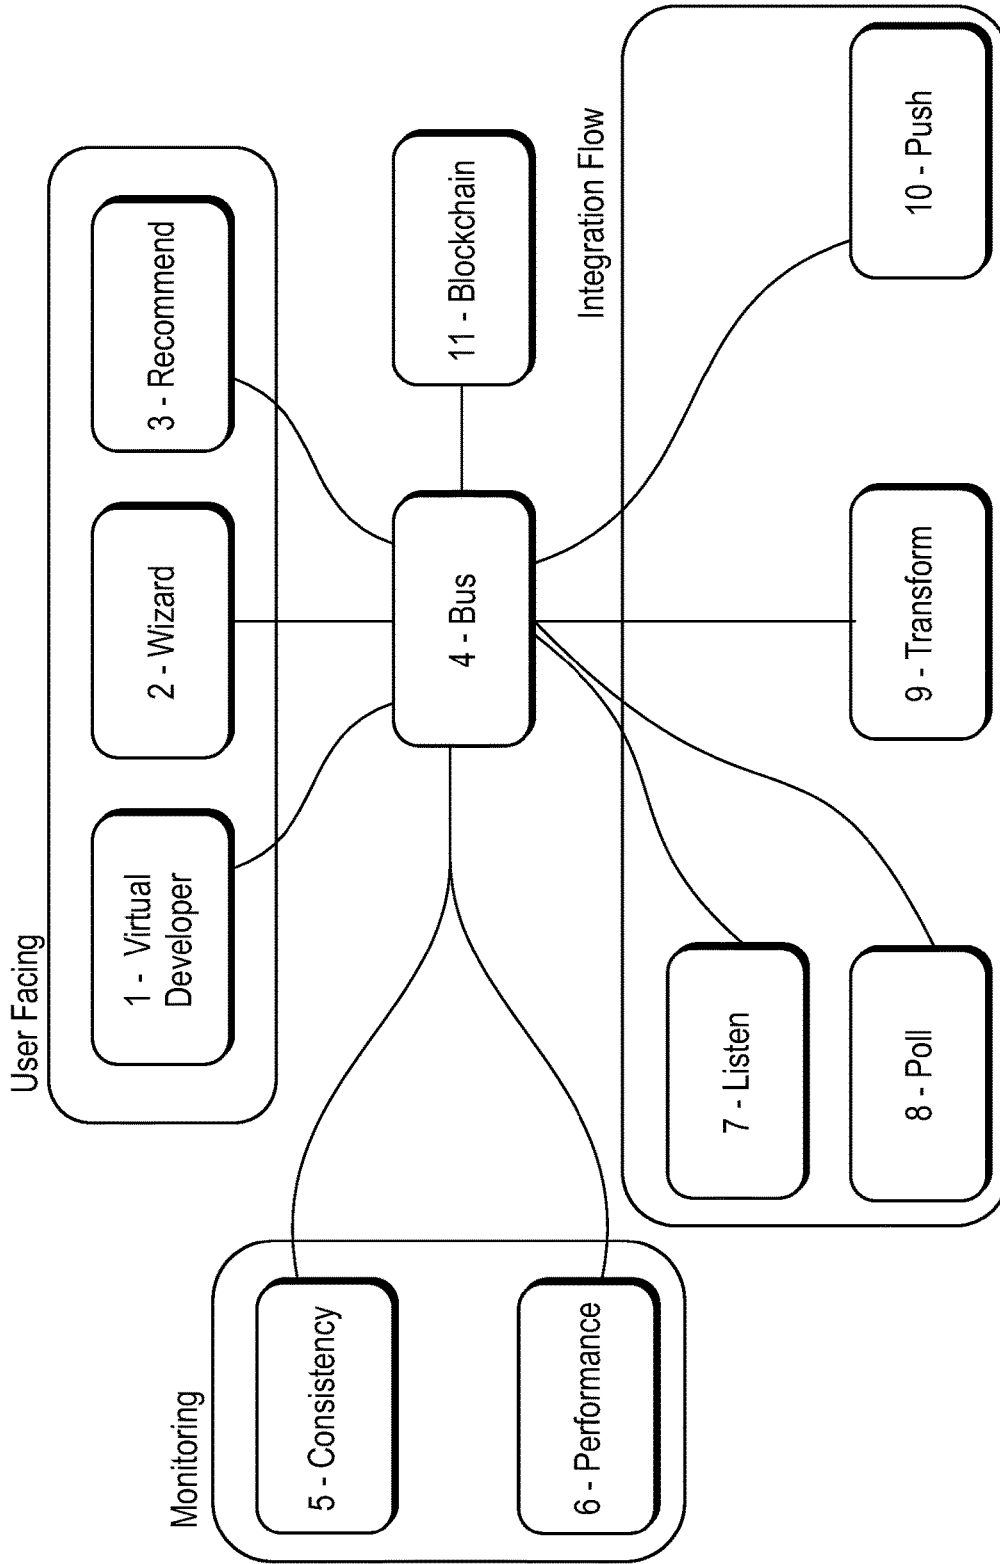 User Facing
1 - Virtual
Developer
2 - Wizard
3 - Recommend
Monitoring
5 - Consistency
6 - Performance
4 - Bus
11 - Blockchain
Integration Flow
7 - Listen
8 - Poll
9 - Transform
10 - Push